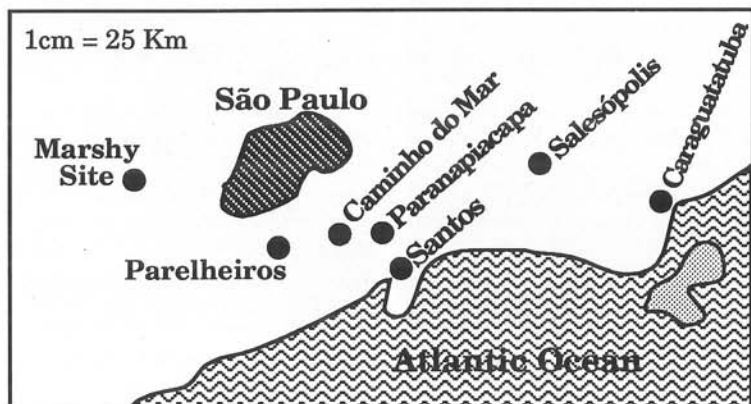 1cm = 25 Km
São Paulo
Marshy
Site
Parelheiros
Caminho do Mar
Paranapiacapa
Santos
Salesópolis
Caraguatatuba
Atlantic Ocean